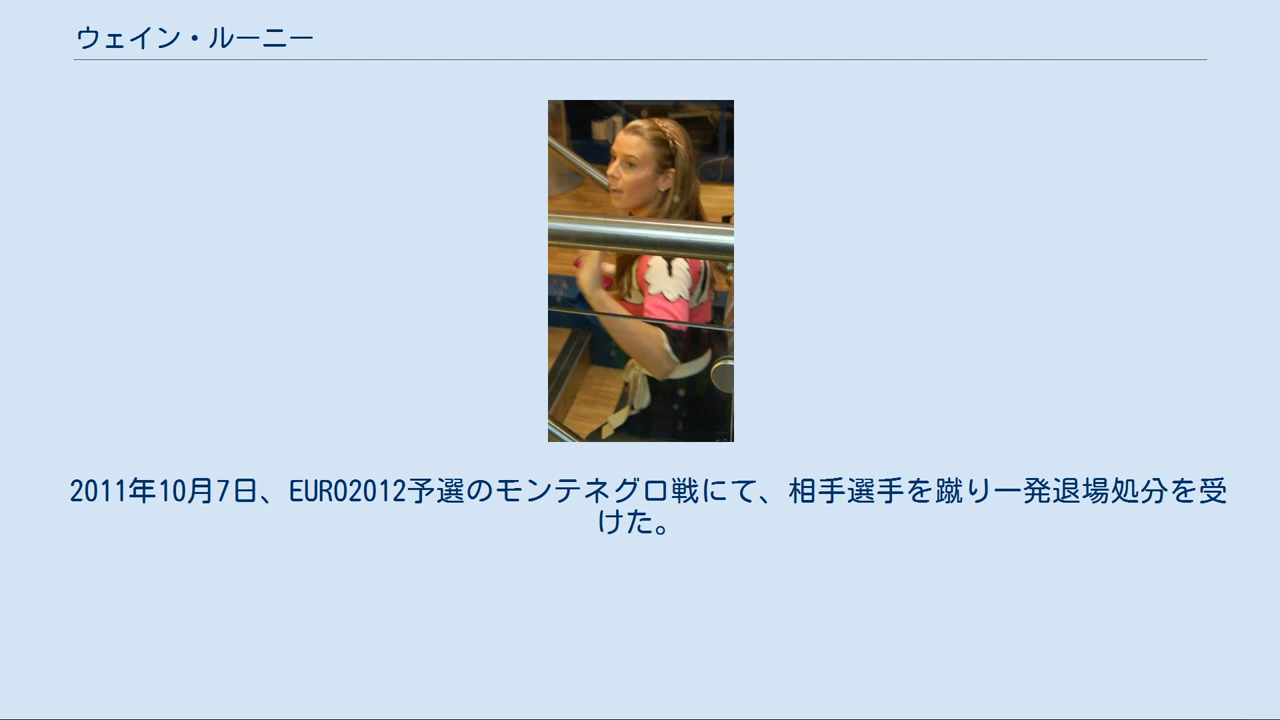 ウェイン・ルーニー
2011年10月7日、EURO2012予選のモンテネグロ戦にて、相手選手を蹴り一発退場処分を受
けた。